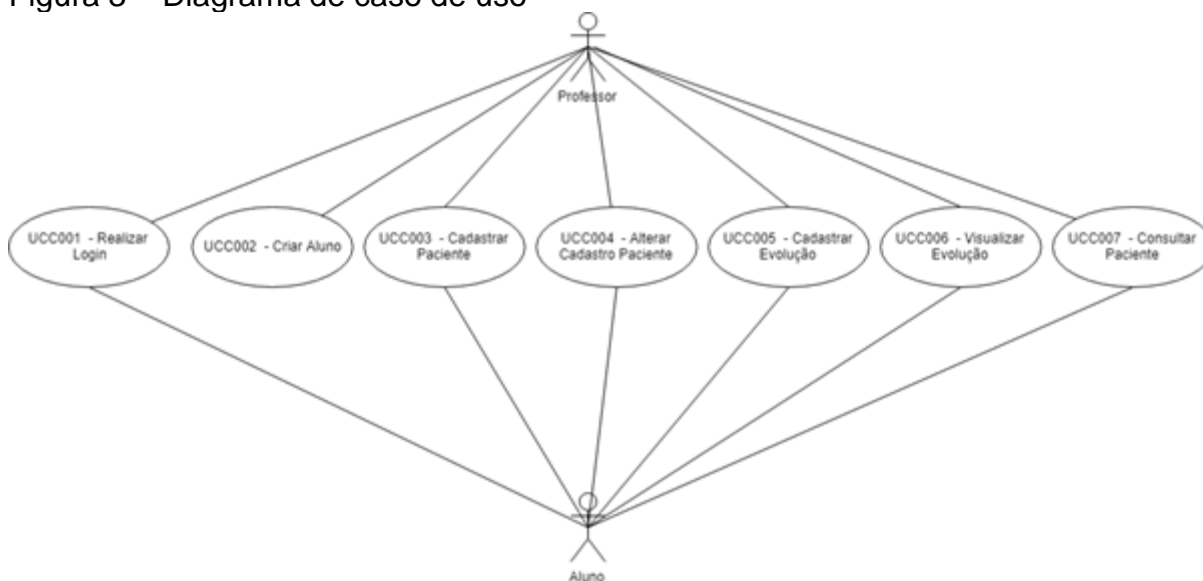 Figura 3 – Diagrama de caso de uso
Professor
UCC001 - Realizar
Login
UCC002 - Criar Aluno
UCC003 - Cadastrar
Paciente
UCC004 - Alterar
Cadastro Paciente
UCC005 - Cadastrar
Evolução
UCC006 - Visualizar
Evolução
UCC007 - Consultar
Paciente
Aluno